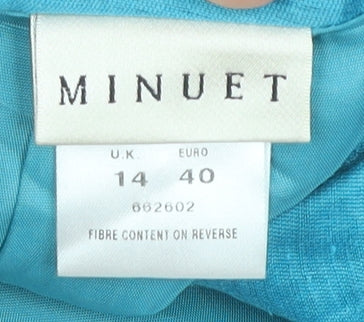 MINUET
U.K. EURO
14 40
662602
FIBRE CONTENT ON REVERSE